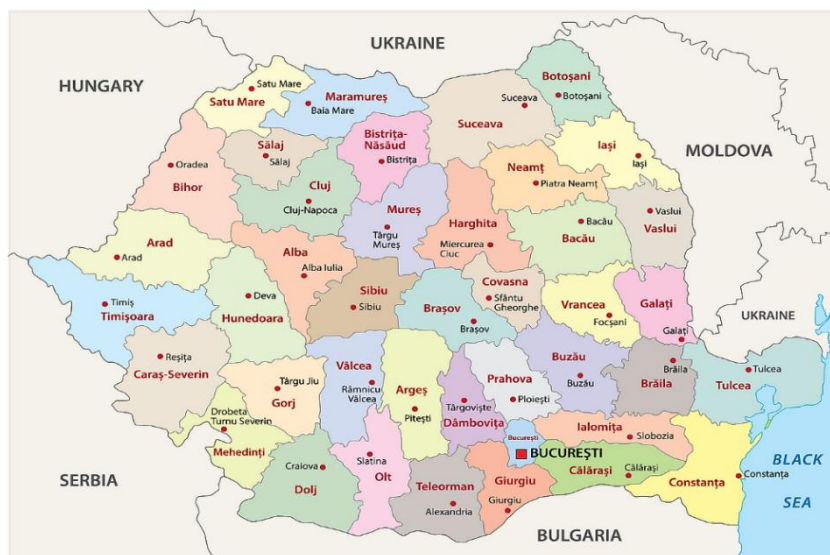 UKRAINE
HUNGARY
MOLDOVA
UKRAINE
SERBIA
BULGARIA
BLACK
SEA
Satu Mare
Satu Mare
Maramureș
Baia Mare
Botoșani
Botoșani
Suceava
Suceava
Sălaj
Sălaj
Bistrița-
Năsăud
Bistrița
Iași
Iași
Oradea
Bihor
Cluj
Cluj-Napoca
Neamț
Piatra Neamț
Mureș
Târgu
Mureș
Harghita
Miercurea
Ciuc
Bacău
Bacău
Vaslui
Vaslui
Arad
Arad
Alba
Alba Iulia
Timiș
Timișoara
Deva
Hunedoara
Sibiu
Sibiu
Brașov
Brașov
Covasna
Sfântu
Gheorghe
Vrancea
Focșani
Galați
Galați
Reșița
Caraș-Severin
Târgu Jiu
Gorj
Vâlcea
Râmnicu
Vâlcea
Argeș
Pitești
Târgoviște
Dâmbovița
Prahova
Ploiești
Buzău
Buzău
Brăila
Brăila
Tulcea
Tulcea
Drobeta
Turnu Severin
Mehedinți
Craiova
Dolj
Slatina
Olt
Teleorman
Alexandria
București
BUCUREȘTI
Giurgiu
Giurgiu
Ialomița
Slobozia
Călărași
Călărași
Constanța
Constanța